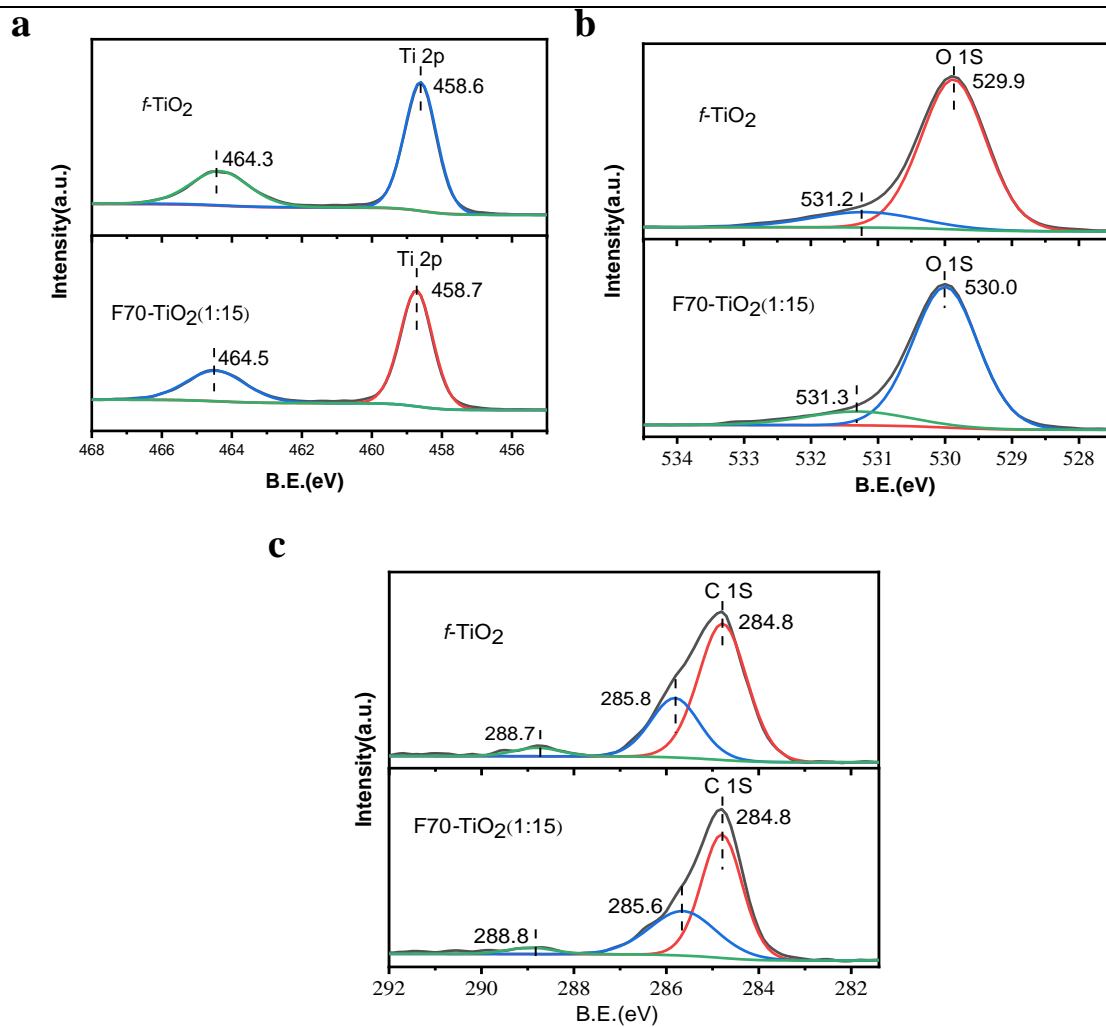 a
Intensity(a.u.)
f-TiO2
Ti 2p
458.6
464.3
F70-TiO2(1:15)
Ti 2p
458.7
464.5
468 466 464 462 460 458 456
B.E.(eV)
b
Intensity(a.u.)
f-TiO2
O 1S
529.9
531.2
F70-TiO2(1:15)
O 1S
530.0
531.3
534 533 532 531 530 529 528
B.E.(eV)
c
Intensity(a.u.)
f-TiO2
C 1S
284.8
285.8
288.7
F70-TiO2(1:15)
C 1S
284.8
285.6
288.8
292 290 288 286 284 282
B.E.(eV)